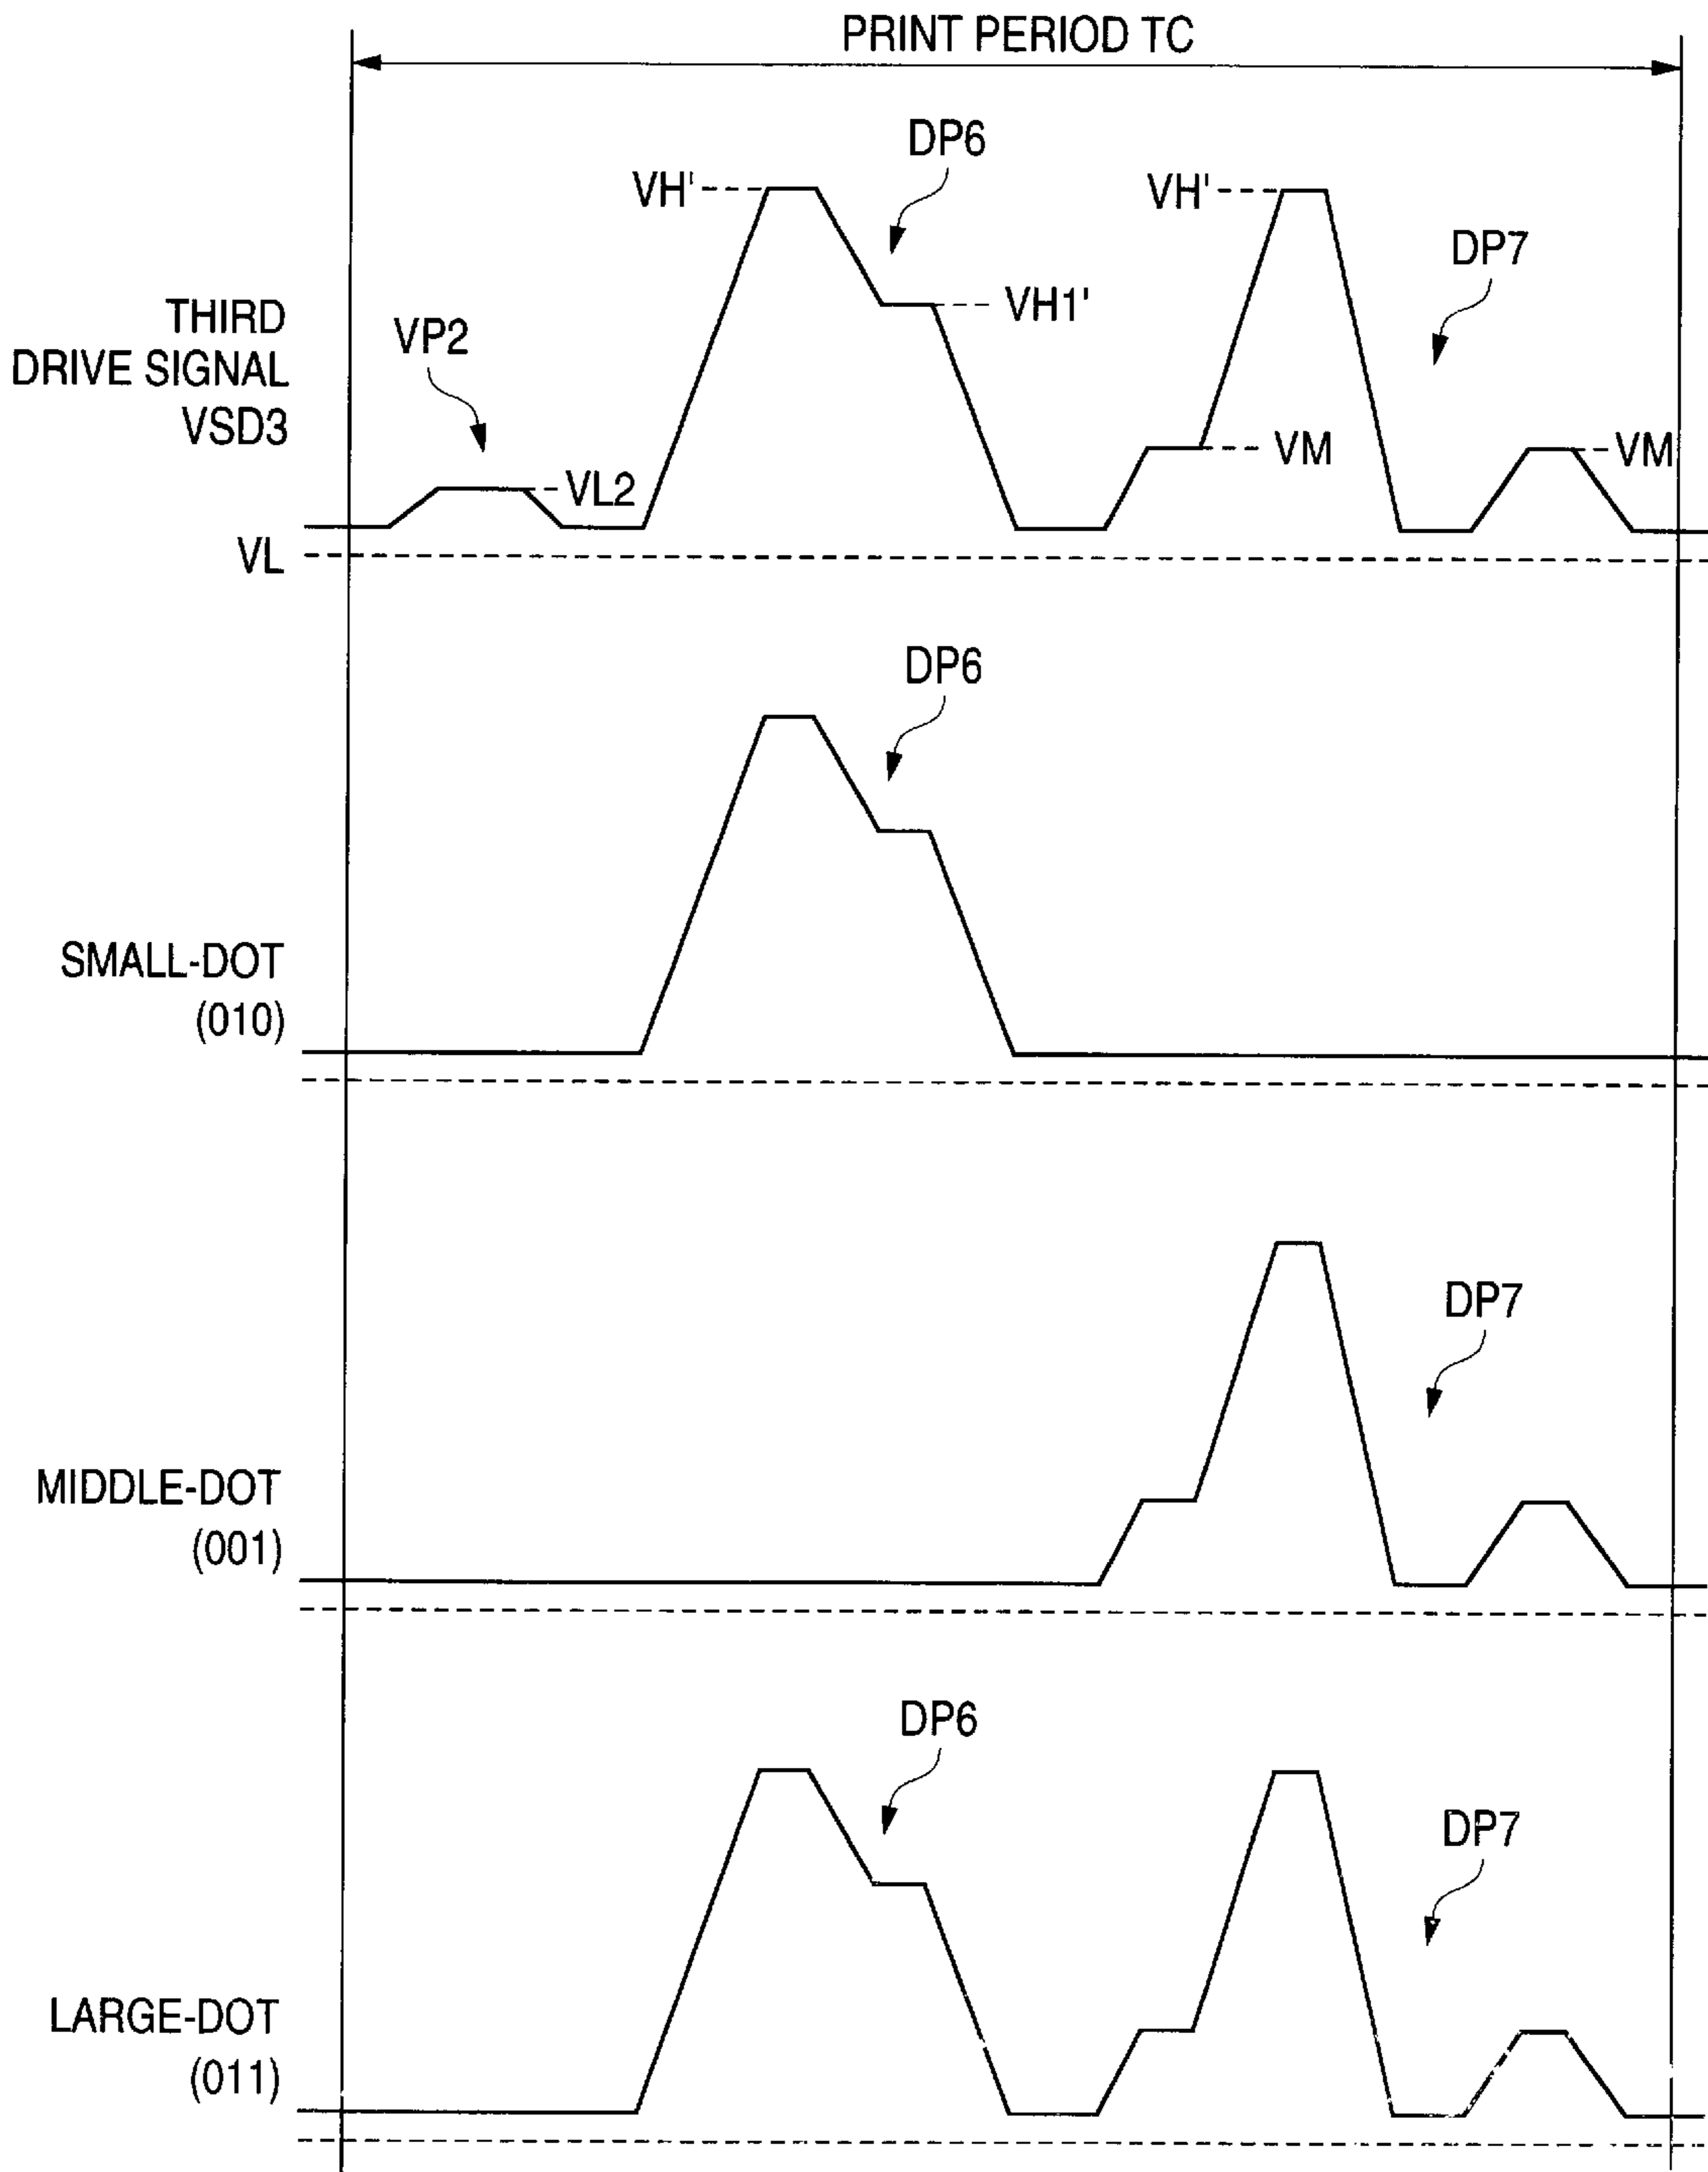 PRINT PERIOD TC
DP6
VH'
VH'
DP7
VH1'
THIRD
DRIVE SIGNAL
VSD3
VP2
VM
VM
VL2
VL
DP6
SMALL-DOT
(010)
DP7
MIDDLE-DOT
(001)
DP6
DP7
LARGE-DOT
(011)